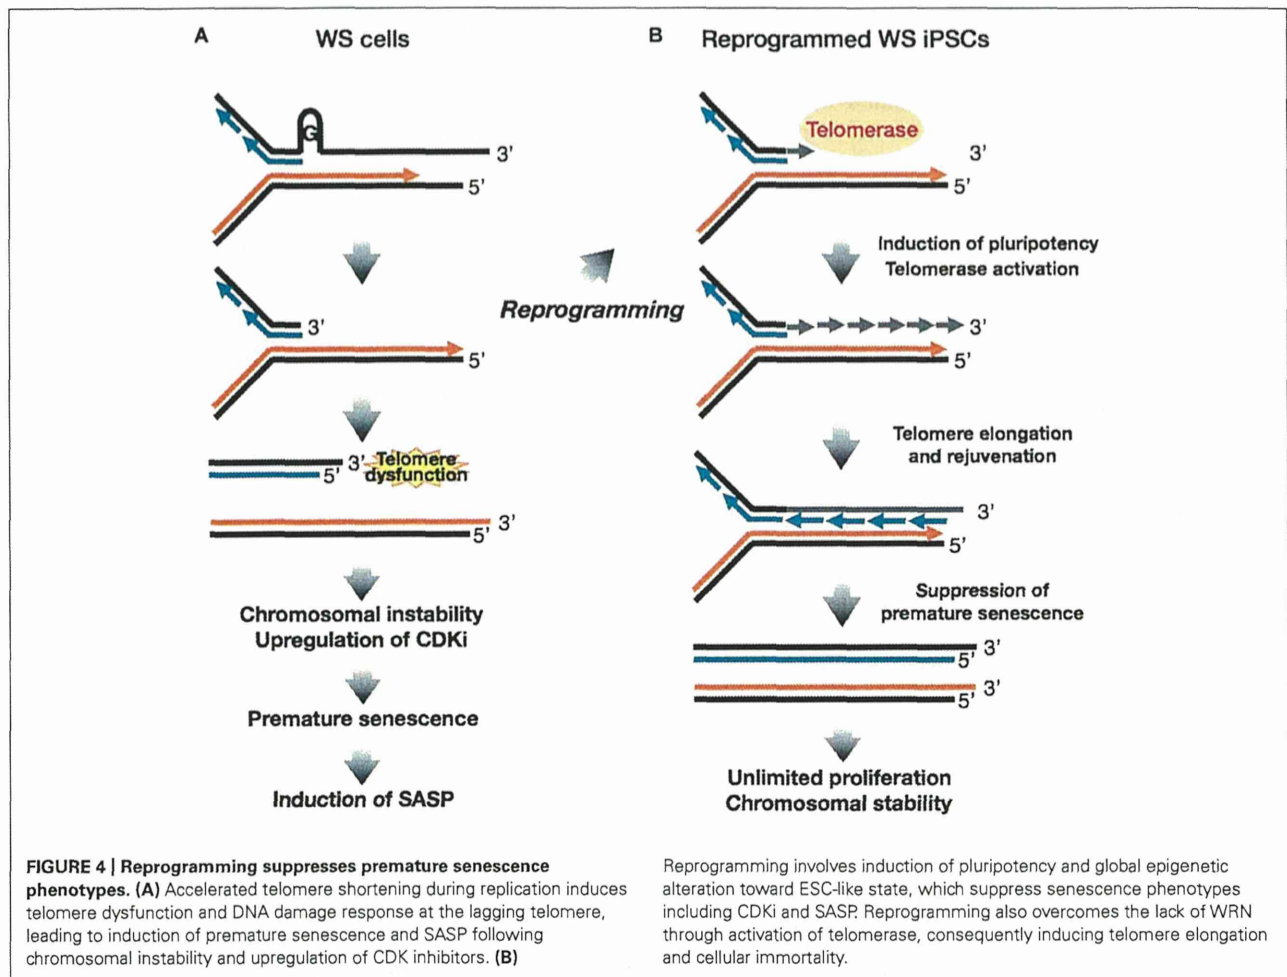 A WS cells
G
3'
5'
3'
5'
3' Telomere
5' dysfunction
3'
5'
Chromosomal instability
Upregulation of CDKi
Premature senescence
Induction of SASP
Reprogramming
B Reprogrammed WS iPSCs
Telomerase
3'
5'
Induction of pluripotency
Telomerase activation
3'
5'
Telomere elongation
and rejuvenation
3'
5'
Suppression of
premature senescence
3'
5'
3'
5'
Unlimited proliferation
Chromosomal stability
FIGURE 4 | Reprogramming suppresses premature senescence
phenotypes. (A) Accelerated telomere shortening during replication induces
telomere dysfunction and DNA damage response at the lagging telomere,
leading to induction of premature senescence and SASP following
chromosomal instability and upregulation of CDK inhibitors. (B)
Reprogramming involves induction of pluripotency and global epigenetic
alteration toward ESC-like state, which suppress senescence phenotypes
including CDKi and SASP. Reprogramming also overcomes the lack of WRN
through activation of telomerase, consequently inducing telomere elongation
and cellular immortality.